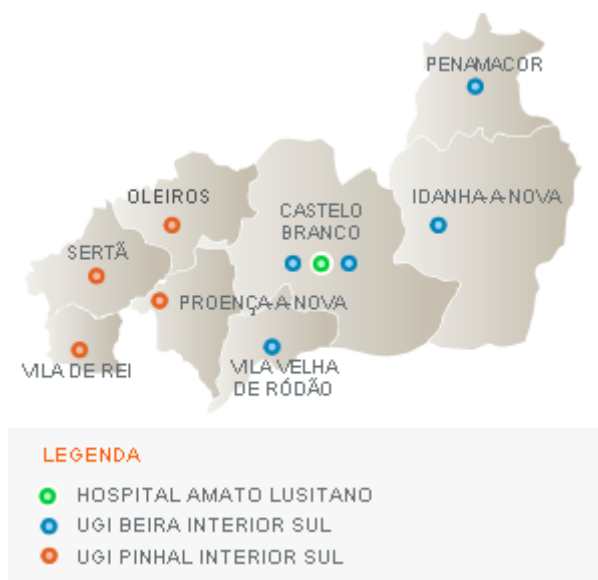 PENAMACOR
OLEIROS
IDANHA-A-NOVA
CASTELO
BRANCO
SERTÃ
PROENÇA-A-NOVA
VILA DE REI
VILA VELHA
DE RÓDÃO
LEGENDA
HOSPITAL AMATO LUSITANO
UGI BEIRA INTERIOR SUL
UGI PINHAL INTERIOR SUL